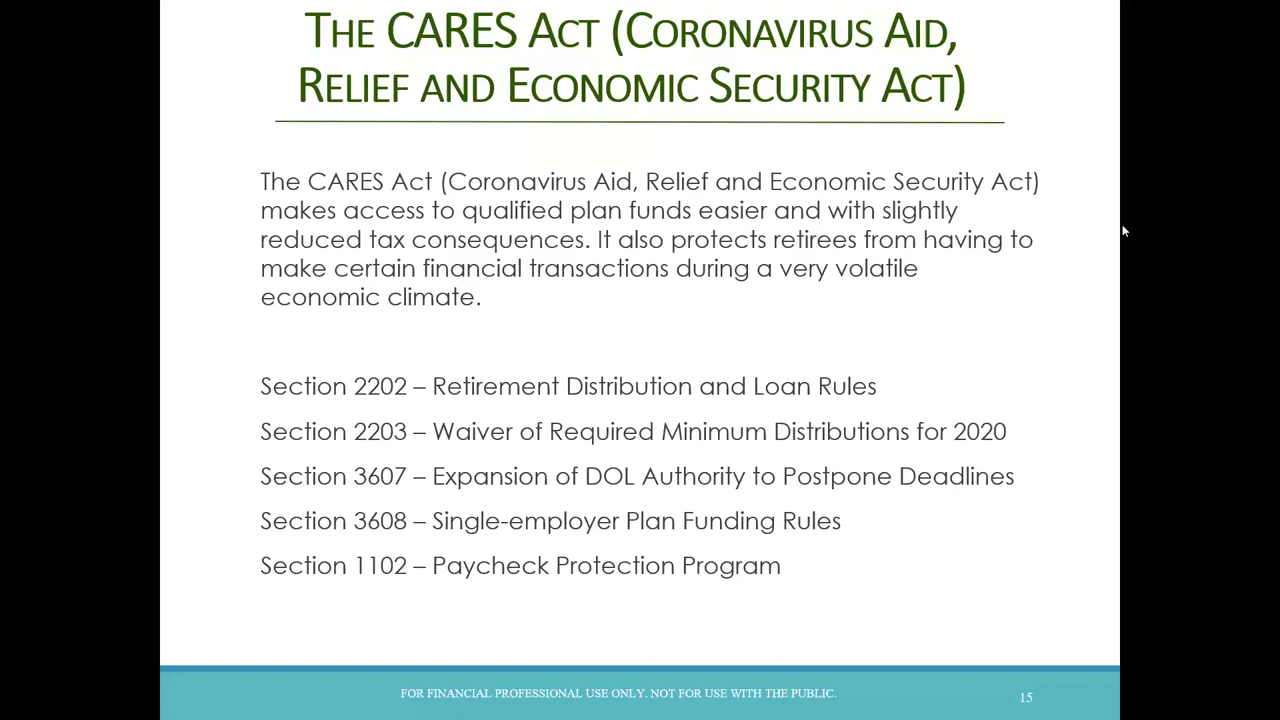 THE CARES ACT (CORONAVIRUS AID,
RELIEF AND ECONOMIC SECURITY ACT)
The CARES Act (Coronavirus Aid, Relief and Economic Security Act)
makes access to qualified plan funds easier and with slightly
reduced tax consequences. It also protects retirees from having to
make certain financial transactions during a very volatile
economic climate.
Section 2202 – Retirement Distribution and Loan Rules
Section 2203 – Waiver of Required Minimum Distributions for 2020
Section 3607 – Expansion of DOL Authority to Postpone Deadlines
Section 3608 – Single-employer Plan Funding Rules
Section 1102 – Paycheck Protection Program
FOR FINANCIAL PROFESSIONAL USE ONLY. NOT FOR USE WITH THE PUBLIC.
15